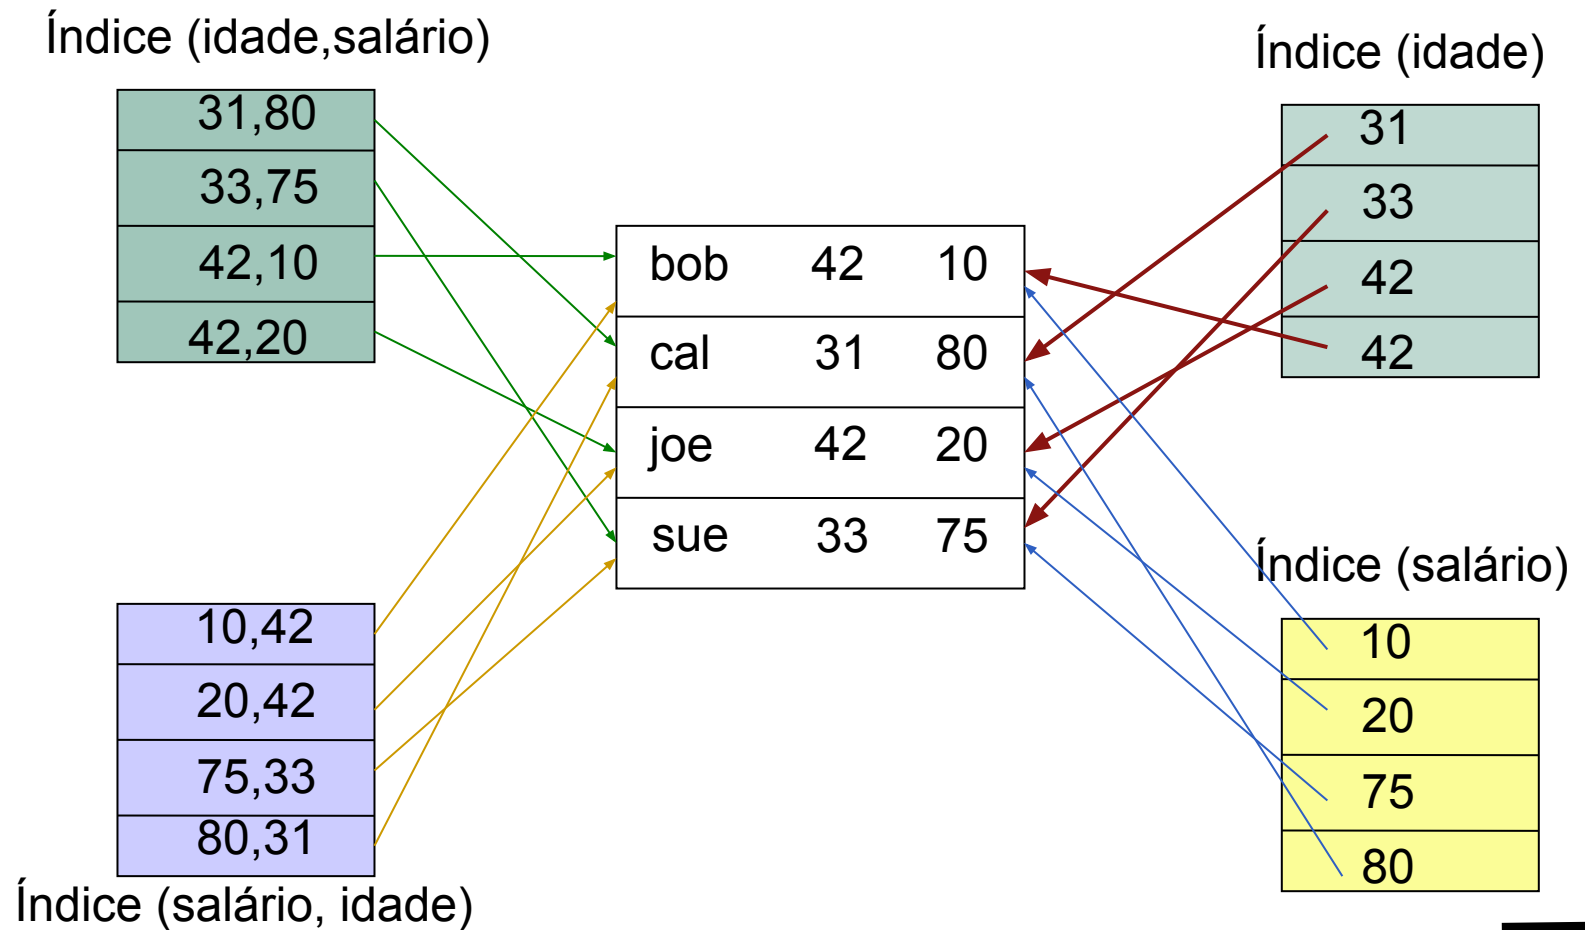 Índice (idade,salário)
31,80
33,75
42,10
42,20
Índice (idade)
31
33
42
42
bob 42 10
cal 31 80
joe 42 20
sue 33 75
10,42
20,42
75,33
80,31
Índice (salário, idade)
Índice (salário)
10
20
75
80